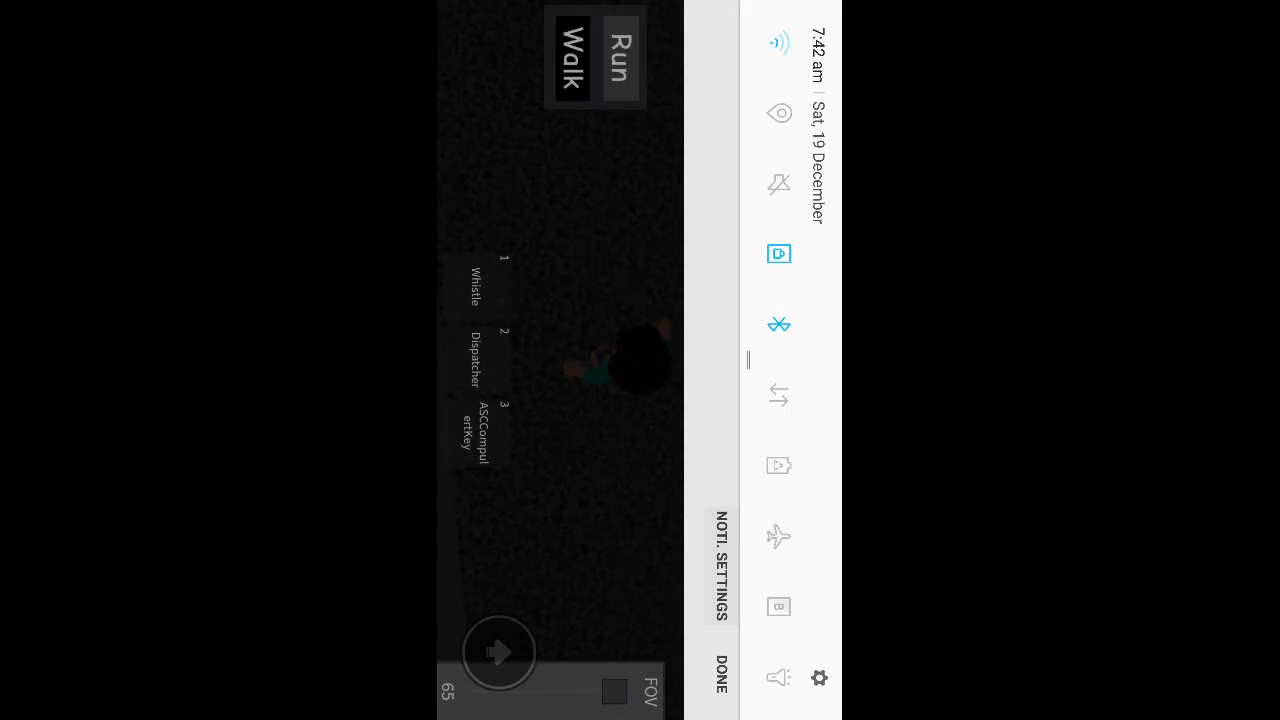 7:42 am | Sat, 19 December
B
NOTI. SETTINGS
DONE
Run
Walk
FOV
65
1
Whistle
2
Dispatcher
3
ASCCompul
ertKey